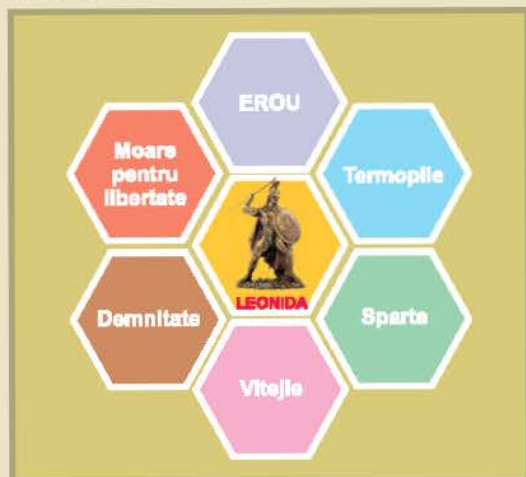 EROU
Termopile
Sparta
Vitejie
Demnitate
Moare
pentru
libertate
LEONIDA